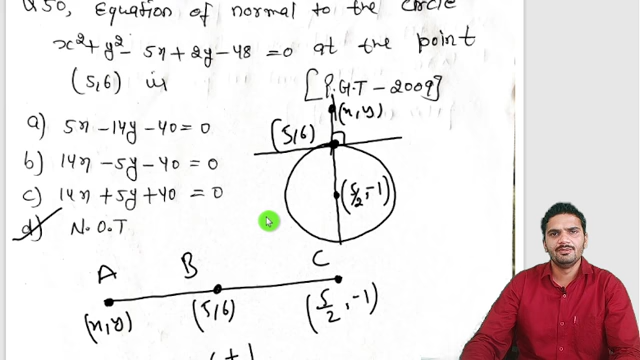 Q50, Equation of normal to the circle
x²+y²- 5x+2y-48 =0 at the point
(5,6) is
[P.G.T - 2009]
(x,y)
(5,6)
a) 5x-14y-40=0
b) 14x-5y-40=0
c) 14x+5y+40=0
d) N.O.T
(5/2,-1)
A B C
(x,y) (5,6) (5/2,-1)